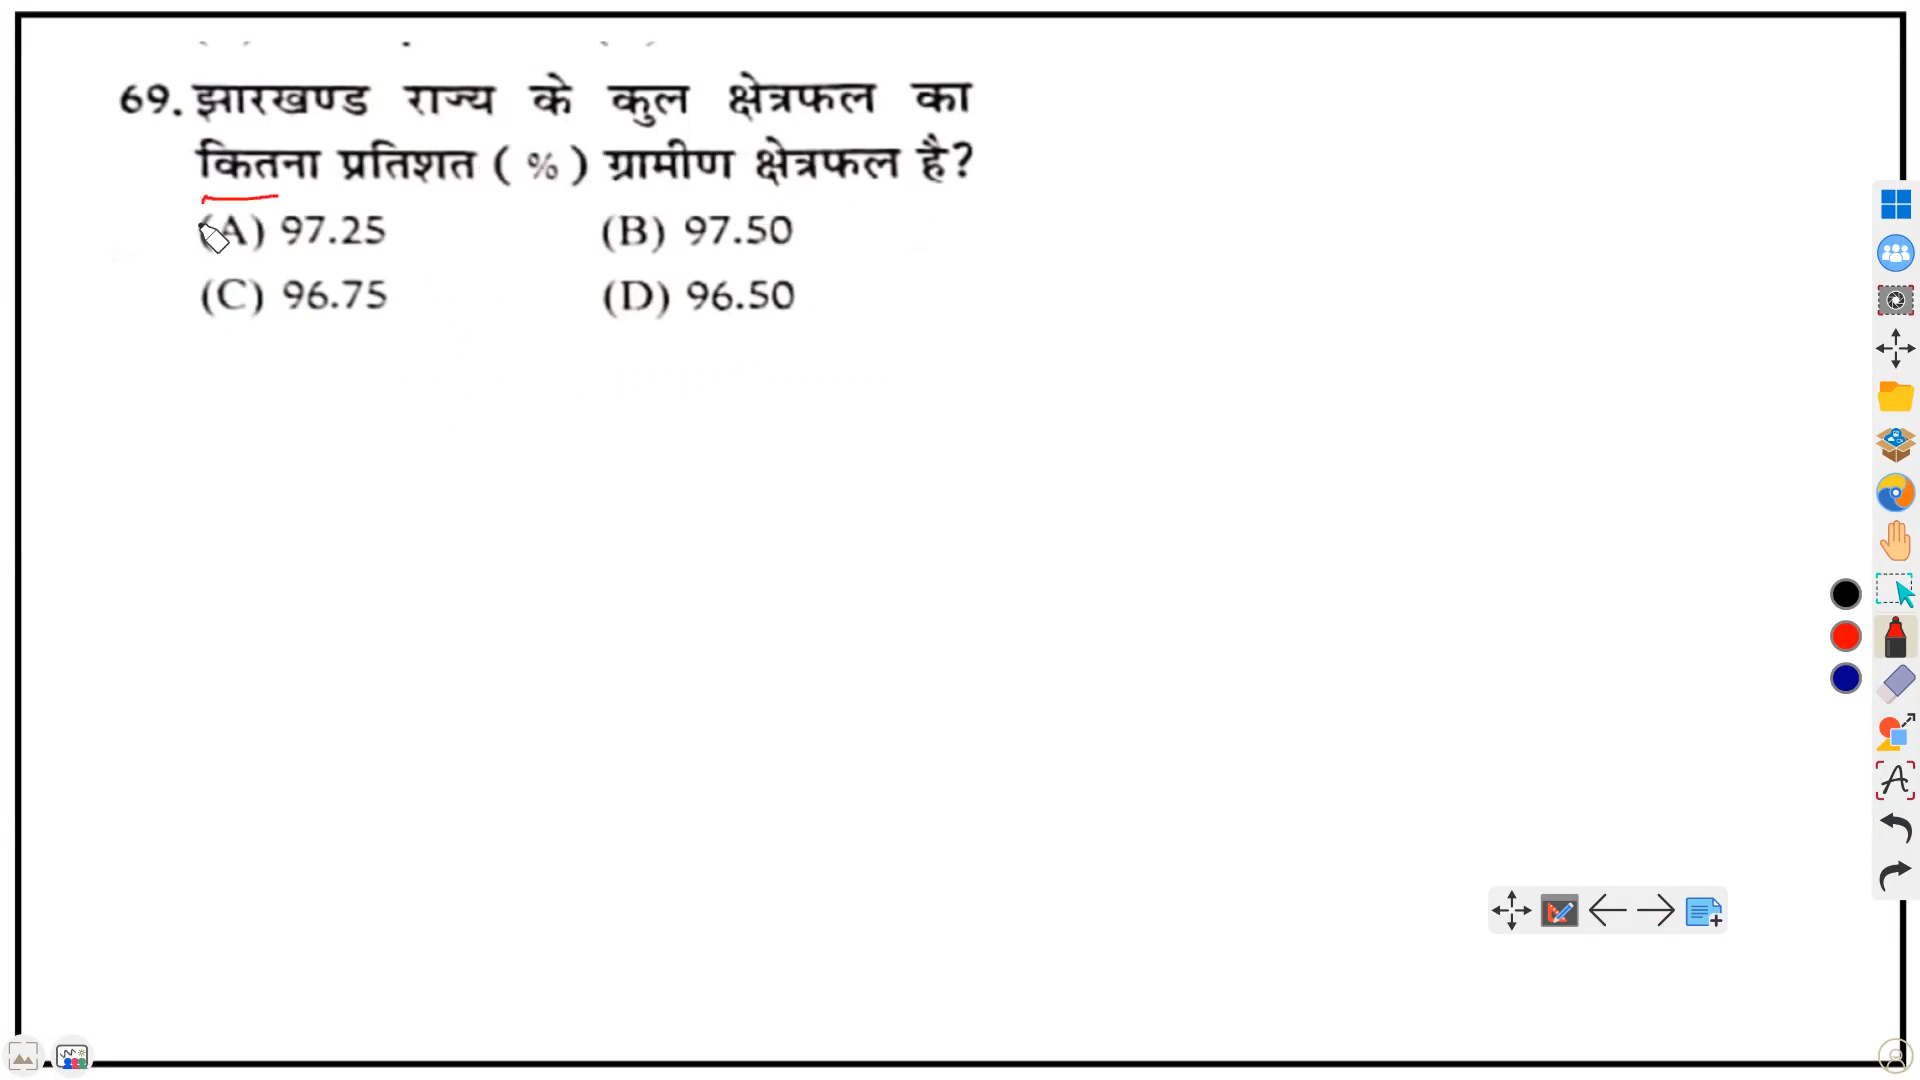 69. झारखण्ड राज्य के कुल क्षेत्रफल का
कितना प्रतिशत ( % ) ग्रामीण क्षेत्रफल है?
(A) 97.25 (B) 97.50
(C) 96.75 (D) 96.50